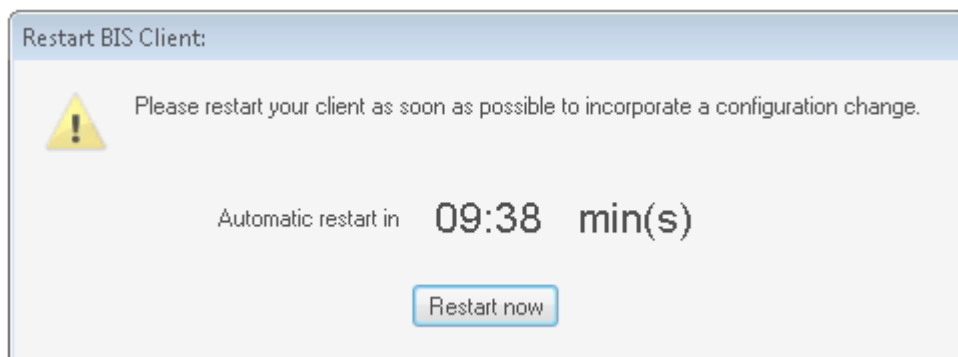 Restart BIS Client:
Please restart your client as soon as possible to incorporate a configuration change.
Automatic restart in 09:38 min(s)
Restart now